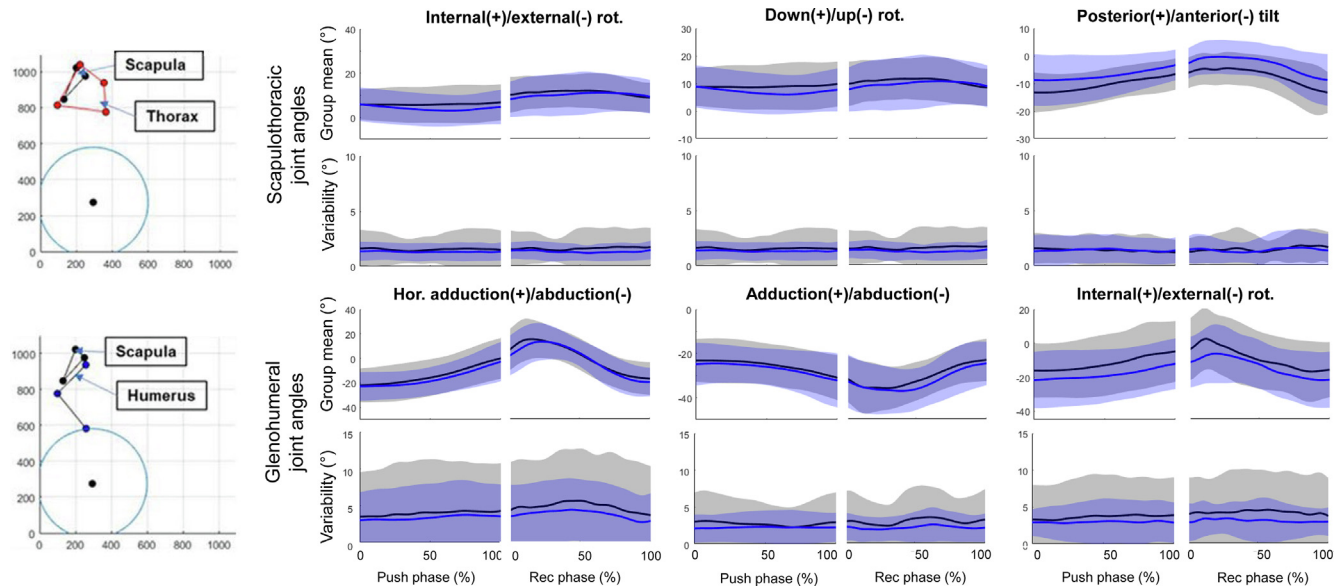 Internal(+)/external(-) rot.
Down(+)/up(-) rot.
Posterior(+)/anterior(-) tilt
Scapulothoracic
joint angles
Group mean (°)
40
20
0
30
20
10
0
-10
10
0
-10
-20
-30
Variability (°)
10
5
0
10
5
0
10
5
0
1000
800
600
400
200
0
0 200 400 600 800 1000
Scapula
Thorax
Hor. adduction(+)/abduction(-)
Adduction(+)/abduction(-)
Internal(+)/external(-) rot.
Glenohumeral
joint angles
Group mean (°)
40
20
0
-20
-40
0
-20
-40
20
0
-20
-40
Variability (°)
15
10
5
0
15
10
5
0
15
10
5
0
0 50 100 0 50 100
0 50 100 0 50 100
0 50 100 0 50 100
Push phase (%) Rec phase (%)
Push phase (%) Rec phase (%)
Push phase (%) Rec phase (%)
1000
800
600
400
200
0
0 200 400 600 800 1000
Scapula
Humerus